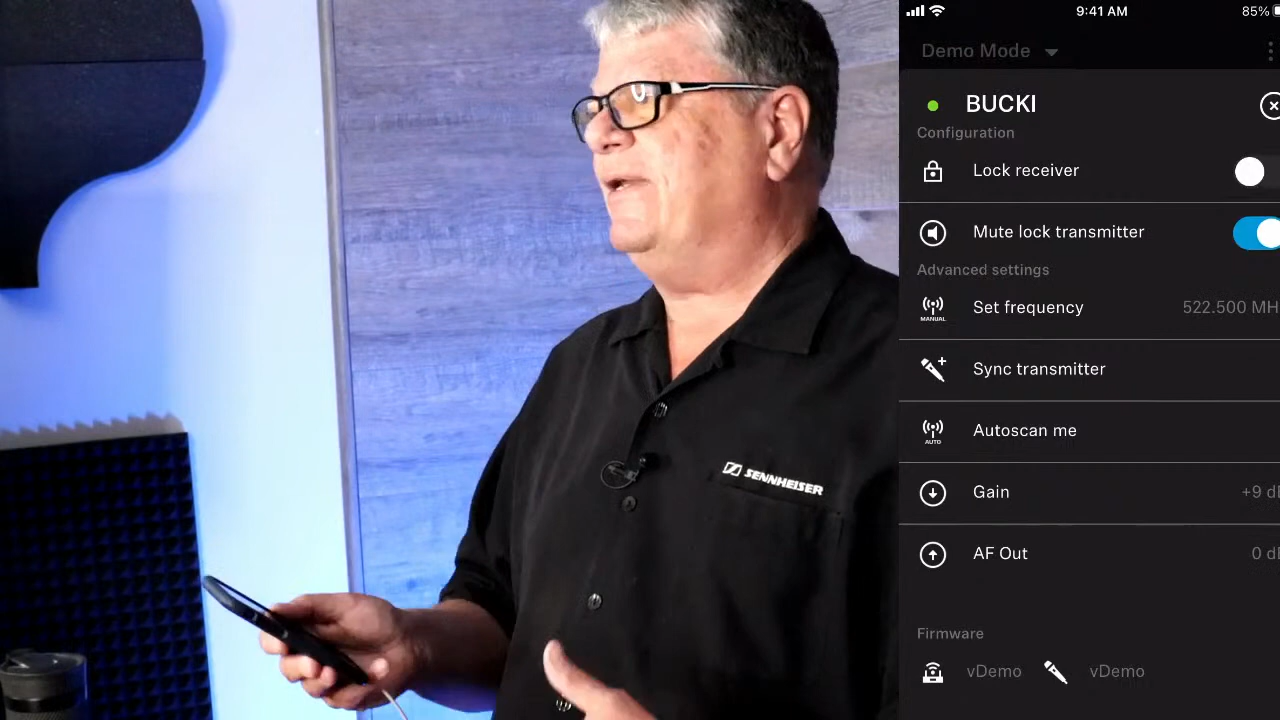 9:41 AM 85%
Demo Mode
BUCKI
Configuration
Lock receiver
Mute lock transmitter
Advanced settings
Set frequency 522.500 MH
MANUAL
Sync transmitter
Autoscan me
AUTO
Gain +9 d
AF Out 0 d
Firmware
vDemo vDemo
SENNHEISER